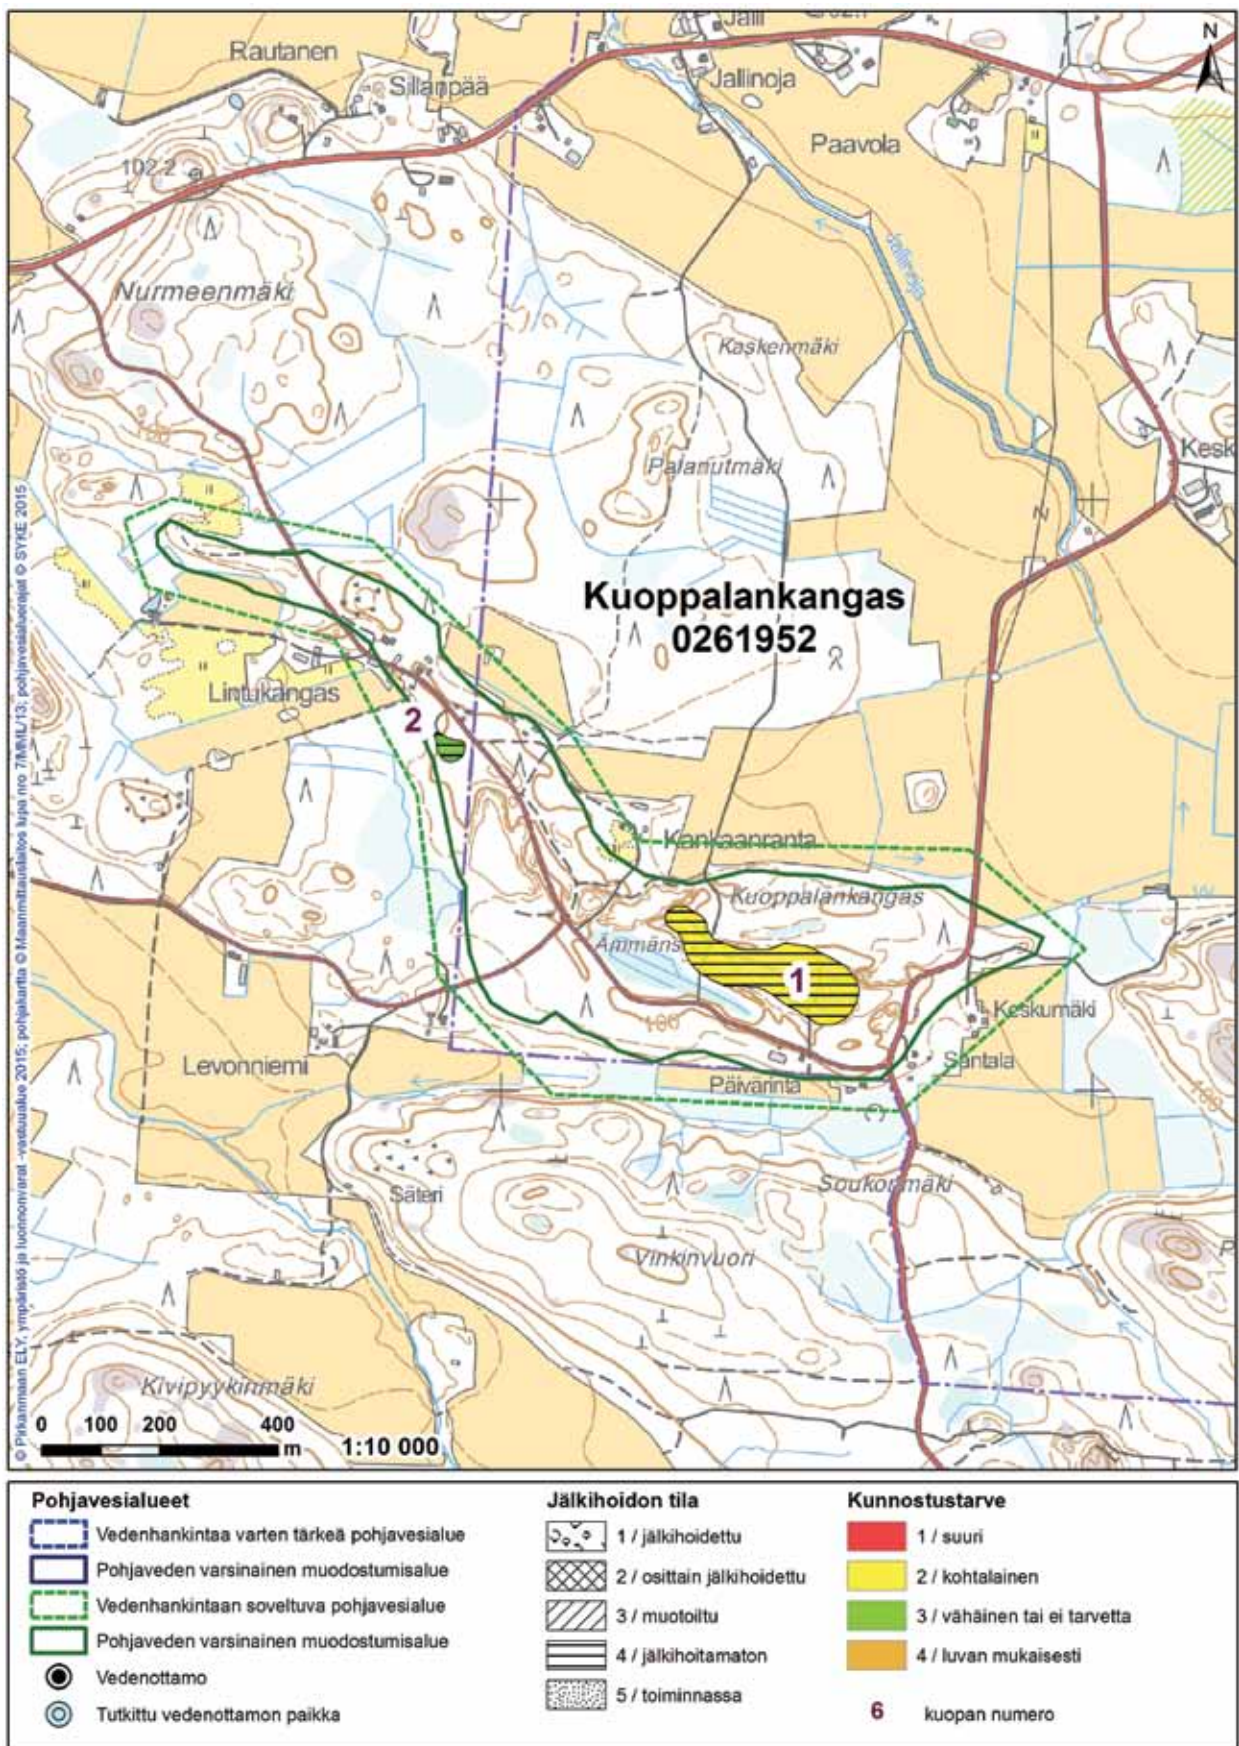 Jalli
N
Rautanen
Sillanpää
Jallinoja
Paavola
102.2
Jallinoja
Nurmeenmäki
Kaskenmäki
Palanutmäki
Kuoppalankangas
0261952
Lintukangas
2
Kankaanranta
Kuoppalankangas
Ämmäns
1
100
Keskumäki
Santala
Levonniemi
Päivärinta
Säteri
Soukonmäki
Vinkinvuori
100
Kivipyykinmäki
0 100 200 400
m 1:10 000
© Pirkanmaan ELY, ympäristö ja luonnonvarat -vastuualue 2015; pohjakartta © Maanmittauslaitos lupa nro 7/MML/13; pohjavesialuerajat © SYKE 2015
Pohjavesialueet
Vedenhankintaa varten tärkeä pohjavesialue
Pohjaveden varsinainen muodostumisalue
Vedenhankintaan soveltuva pohjavesialue
Pohjaveden varsinainen muodostumisalue
Vedenottamo
Tutkittu vedenottamon paikka
Jälkihoidon tila
1 / jälkihoidettu
2 / osittain jälkihoidettu
3 / muotoiltu
4 / jälkihoitamaton
5 / toiminnassa
Kunnostustarve
1 / suuri
2 / kohtalainen
3 / vähäinen tai ei tarvetta
4 / luvan mukaisesti
6 kuopan numero